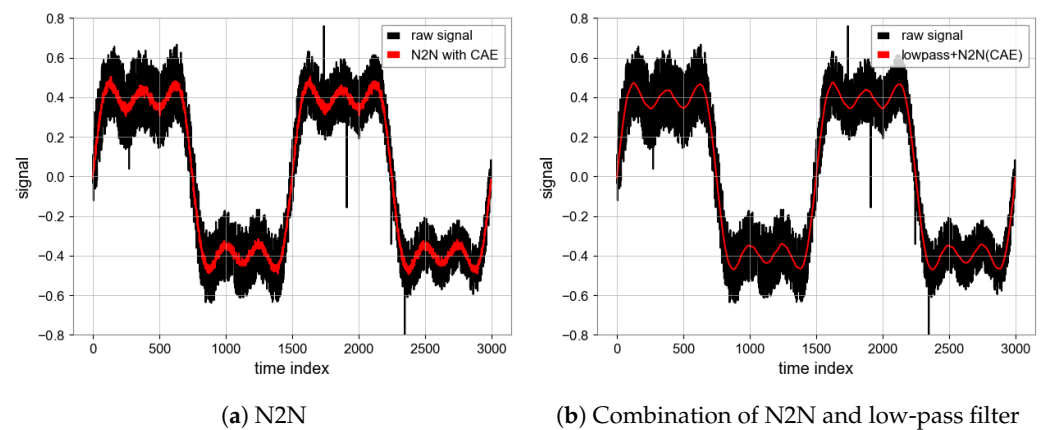 0.8
0.6
0.4
0.2
0.0
−0.2
−0.4
−0.6
−0.8
signal
raw signal
N2N with CAE
0 500 1000 1500 2000 2500 3000
time index
(a) N2N
0.8
0.6
0.4
0.2
0.0
−0.2
−0.4
−0.6
−0.8
signal
raw signal
lowpass+N2N(CAE)
0 500 1000 1500 2000 2500 3000
time index
(b) Combination of N2N and low-pass filter